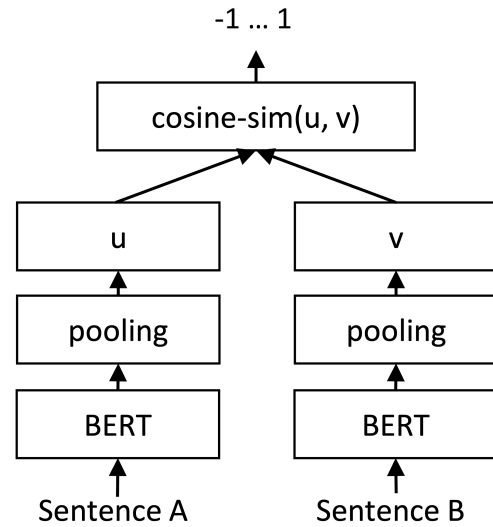 -1 … 1
cosine-sim(u, v)
u
v
pooling
pooling
BERT
BERT
Sentence A
Sentence B